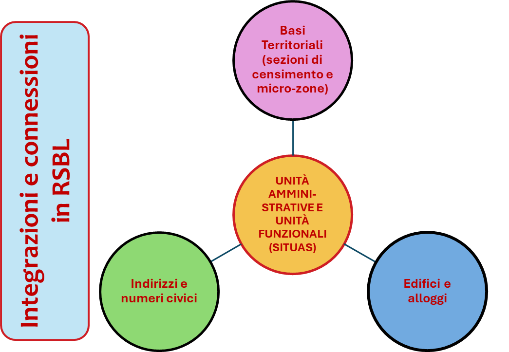 Integrazioni e connessioni
in RSBL
Basi
Territoriali
(sezioni di
censimento e
micro-zone)
UNITÀ
AMMINI-
STRATIVE E
UNITÀ
FUNZIONALI
(SITUAS)
Indirizzi e
numeri civici
Edifici e
alloggi